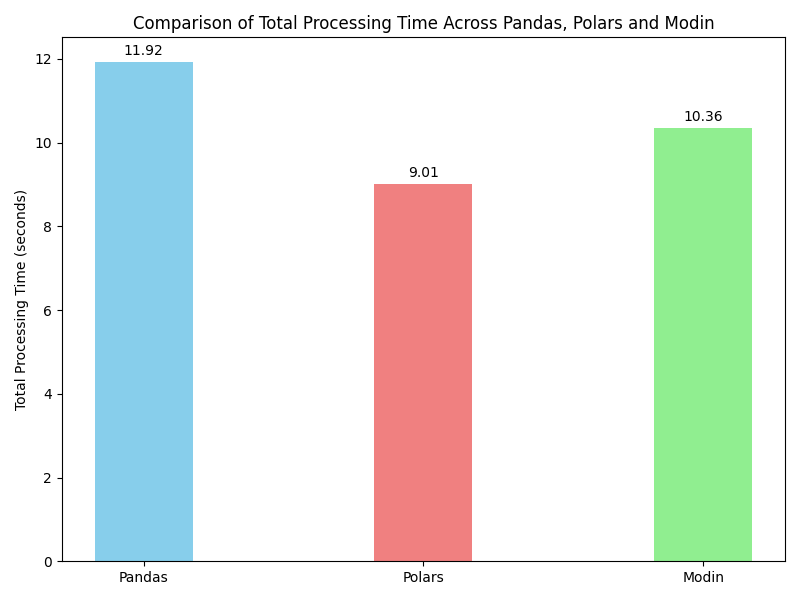 Comparison of Total Processing Time Across Pandas, Polars and Modin
Total Processing Time (seconds)
12
10
8
6
4
2
0
11.92
9.01
10.36
Pandas
Polars
Modin